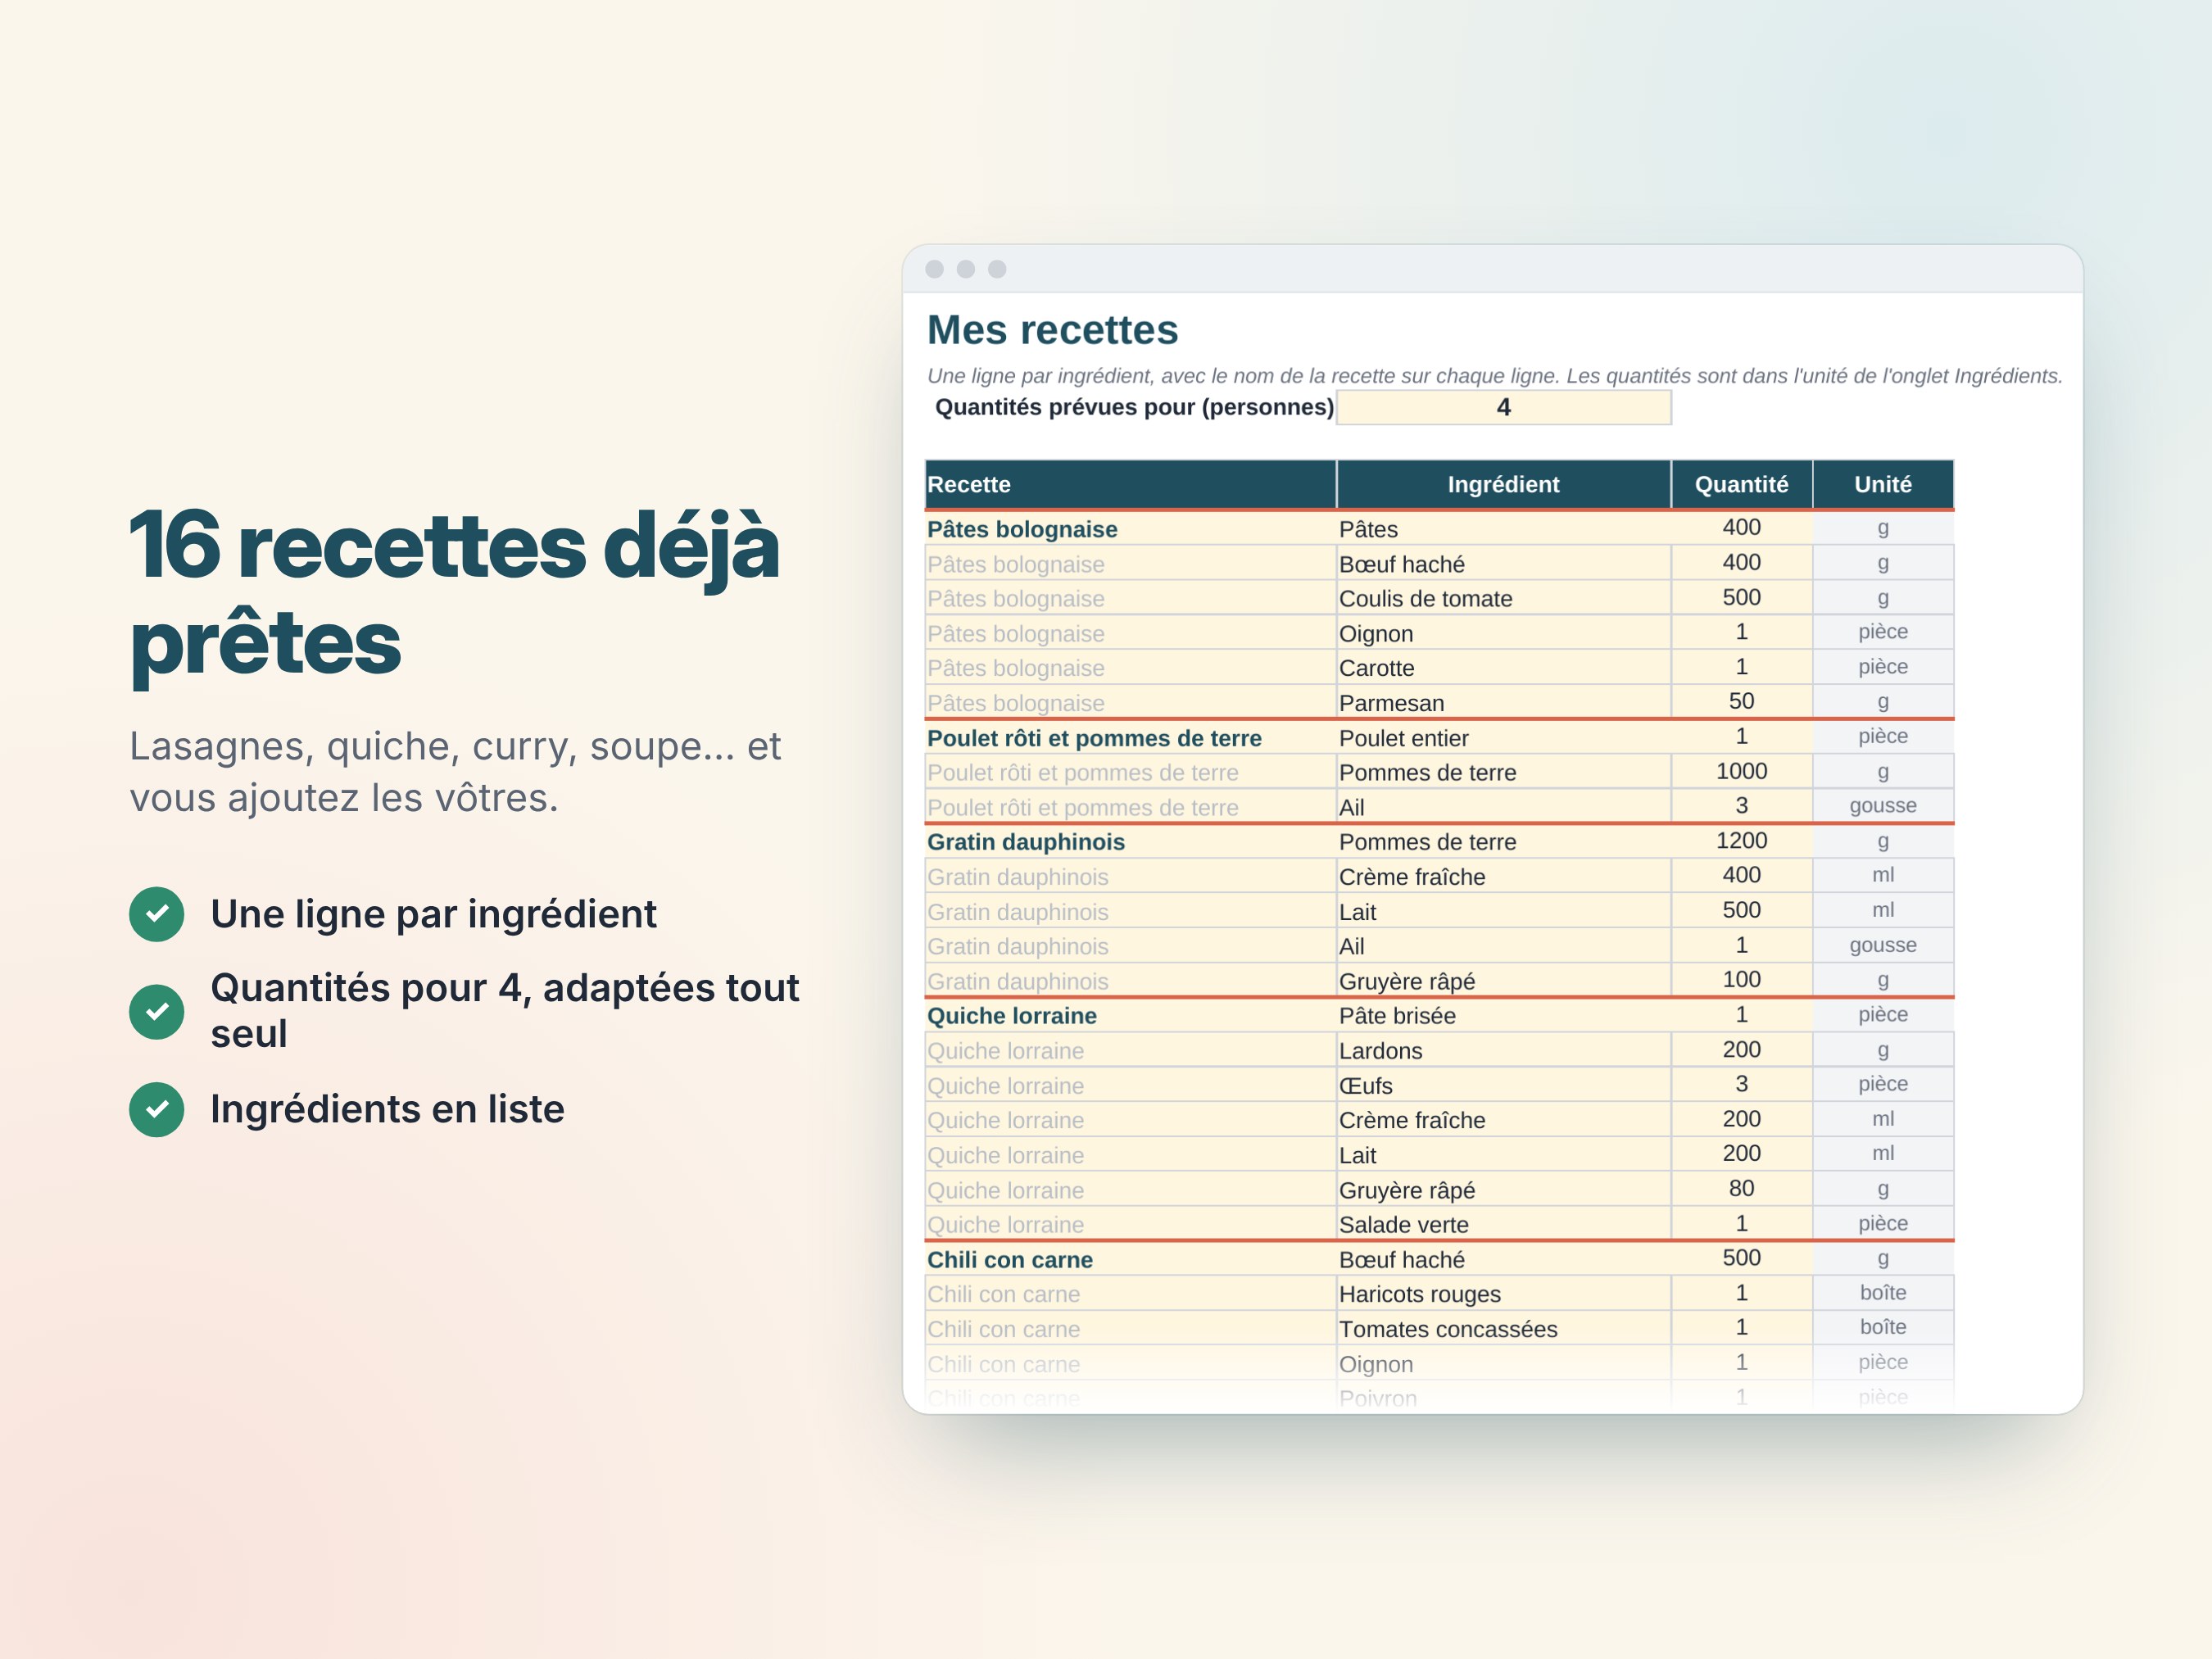 16 recettes déjà
prêtes
Lasagnes, quiche, curry, soupe... et
vous ajoutez les vôtres.
Une ligne par ingrédient
Quantités pour 4, adaptées tout
seul
Ingrédients en liste
Mes recettes
Une ligne par ingrédient, avec le nom de la recette sur chaque ligne. Les quantités sont dans l'unité de l'onglet Ingrédients.
Quantités prévues pour (personnes) 4
Recette Ingrédient Quantité Unité
Pâtes bolognaise Pâtes 400 g
Pâtes bolognaise Bœuf haché 400 g
Pâtes bolognaise Coulis de tomate 500 g
Pâtes bolognaise Oignon 1 pièce
Pâtes bolognaise Carotte 1 pièce
Pâtes bolognaise Parmesan 50 g
Poulet rôti et pommes de terre Poulet entier 1 pièce
Poulet rôti et pommes de terre Pommes de terre 1000 g
Poulet rôti et pommes de terre Ail 3 gousse
Gratin dauphinois Pommes de terre 1200 g
Gratin dauphinois Crème fraîche 400 ml
Gratin dauphinois Lait 500 ml
Gratin dauphinois Ail 1 gousse
Gratin dauphinois Gruyère râpé 100 g
Quiche lorraine Pâte brisée 1 pièce
Quiche lorraine Lardons 200 g
Quiche lorraine Œufs 3 pièce
Quiche lorraine Crème fraîche 200 ml
Quiche lorraine Lait 200 ml
Quiche lorraine Gruyère râpé 80 g
Quiche lorraine Salade verte 1 pièce
Chili con carne Bœuf haché 500 g
Chili con carne Haricots rouges 1 boîte
Chili con carne Tomates concassées 1 boîte
Chili con carne Oignon 1 pièce
Chili con carne Poivron 1 pièce